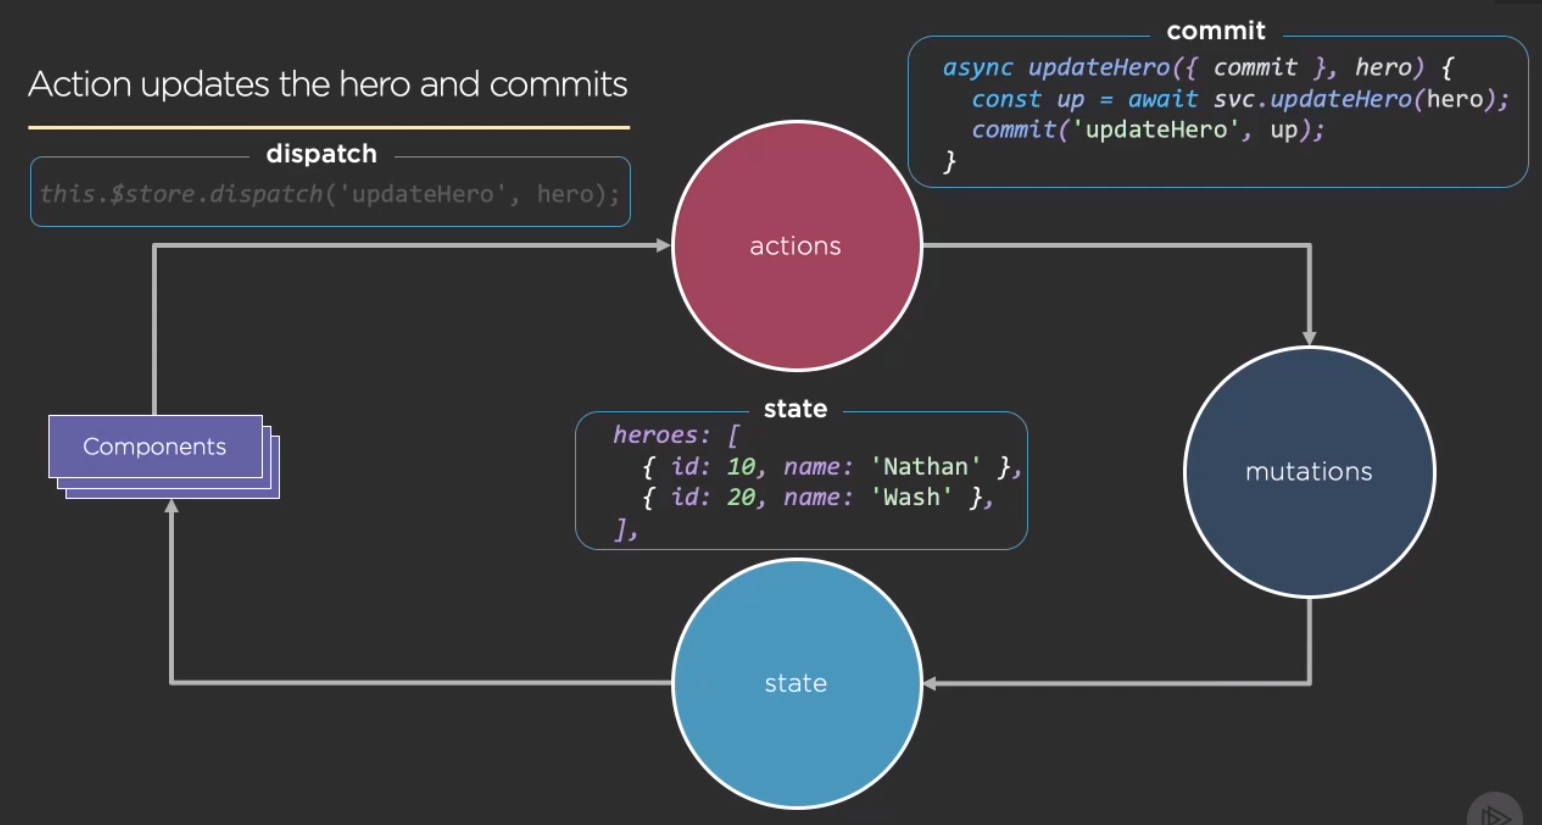 Action updates the hero and commits
dispatch
this.$store.dispatch('updateHero', hero);
commit
async updateHero({ commit }, hero) {
const up = await svc.updateHero(hero);
commit('updateHero', up);
}
actions
Components
state
heroes: [
{ id: 10, name: 'Nathan' },
{ id: 20, name: 'Wash' },
],
mutations
state